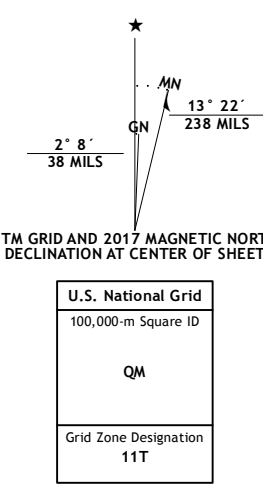 ★
MN
GN
13° 22´
238 MILS
2° 8´
38 MILS
TM GRID AND 2017 MAGNETIC NORT
DECLINATION AT CENTER OF SHEET
U.S. National Grid
100,000-m Square ID
QM
Grid Zone Designation
11T